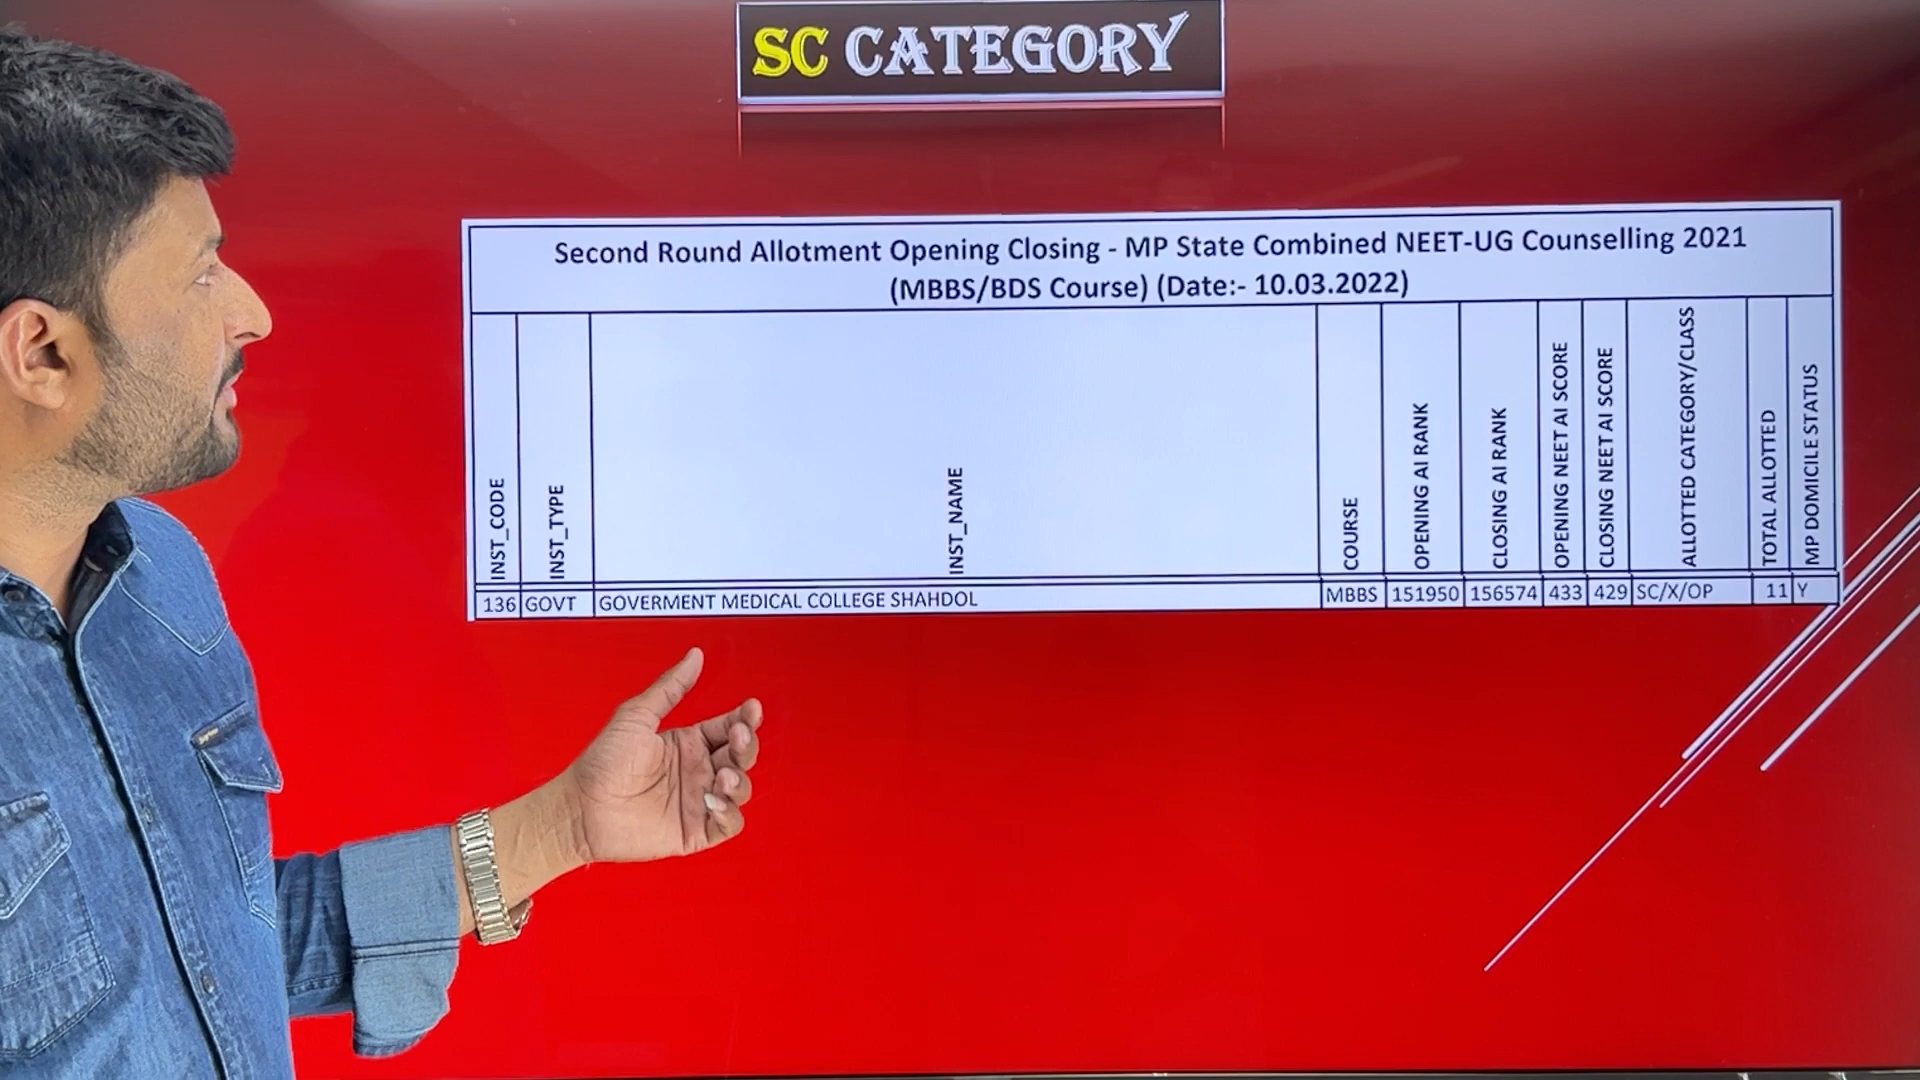 SC CATEGORY
Second Round Allotment Opening Closing - MP State Combined NEET-UG Counselling 2021
(MBBS/BDS Course) (Date:- 10.03.2022)
INST_CODE
INST_TYPE
INST_NAME
COURSE
OPENING AI RANK
CLOSING AI RANK
OPENING NEET AI SCORE
CLOSING NEET AI SCORE
ALLOTTED CATEGORY/CLASS
TOTAL ALLOTTED
MP DOMICILE STATUS
136 GOVT GOVERMENT MEDICAL COLLEGE SHAHDOL MBBS 151950 156574 433 429 SC/X/OP 11 Y